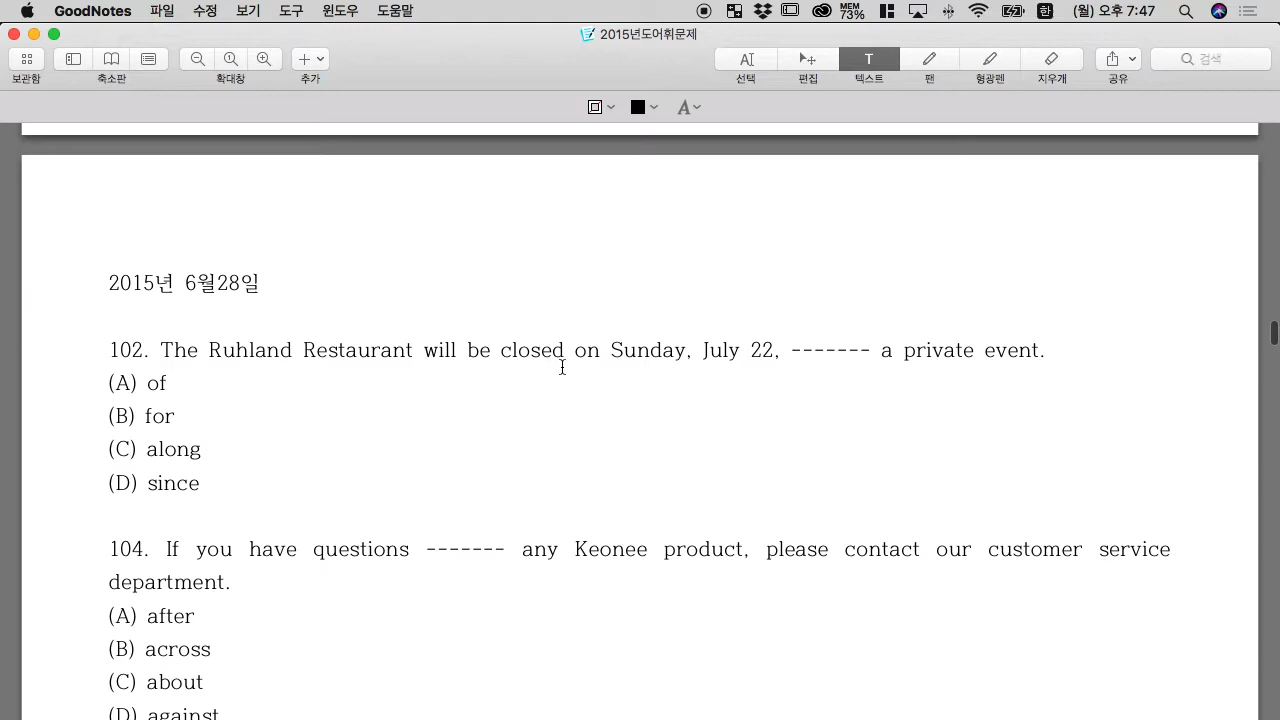 GoodNotes 파일 수정 보기 도구 윈도우 도움말 MEM 73% 한 (월) 오후 7:47
2015년도어휘문제
보관함 축소판 확대창 추가 선택 편집 텍스트 펜 형광펜 지우개 공유 검색
2015년 6월28일
102. The Ruhland Restaurant will be closed on Sunday, July 22, ------- a private event.
(A) of
(B) for
(C) along
(D) since
104. If you have questions ------- any Keonee product, please contact our customer service
department.
(A) after
(B) across
(C) about
(D) against